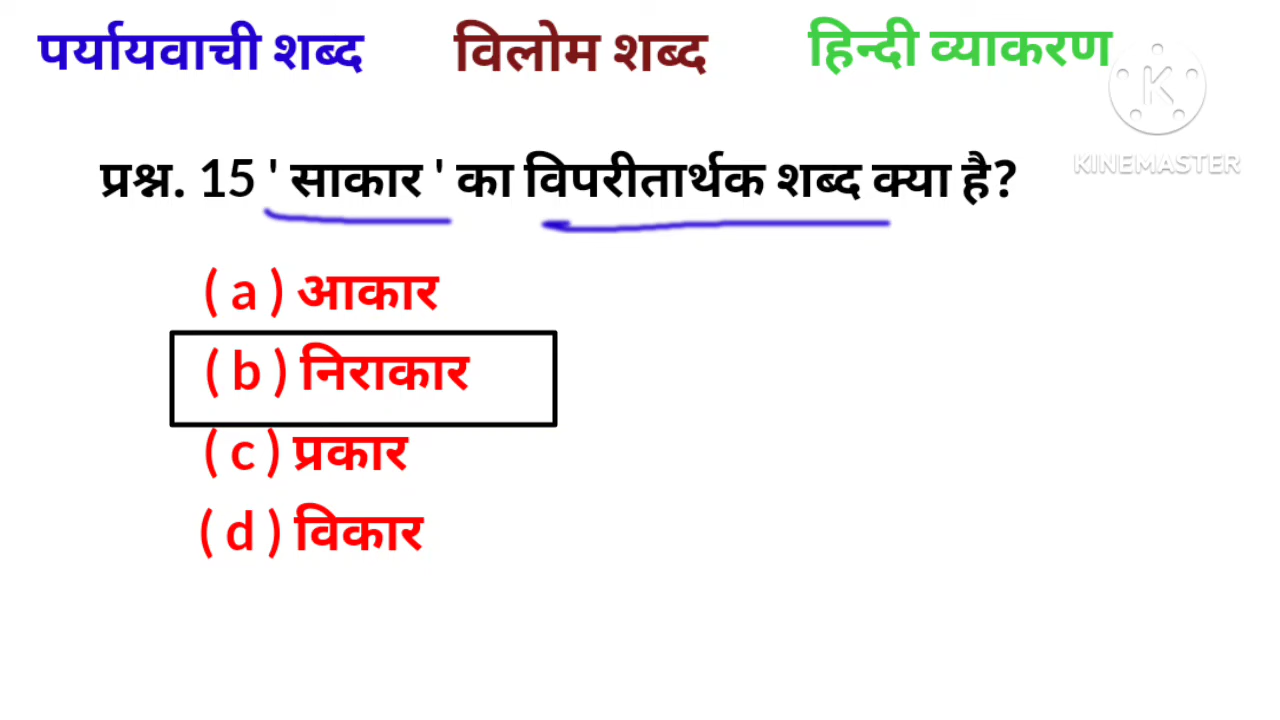 पर्यायवाची शब्द विलोम शब्द हिन्दी व्याकरण
K
KINEMASTER
प्रश्न. 15 ' साकार ' का विपरीतार्थक शब्द क्या है?
( a ) आकार
( b ) निराकार
( c ) प्रकार
( d ) विकार